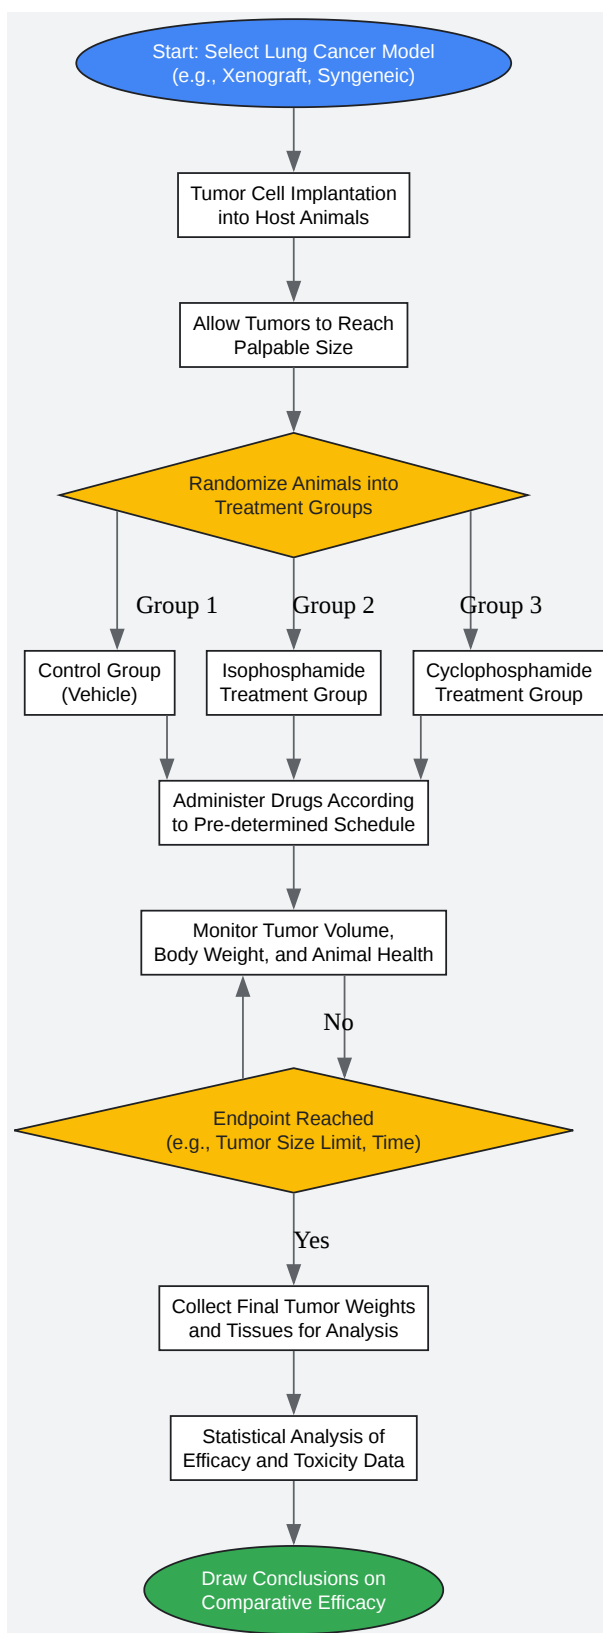 Start: Select Lung Cancer Model
(e.g., Xenograft, Syngeneic)
Tumor Cell Implantation
into Host Animals
Allow Tumors to Reach
Palpable Size
Randomize Animals into
Treatment Groups
Group 1
Group 2
Group 3
Control Group
(Vehicle)
Isophosphamide
Treatment Group
Cyclophosphamide
Treatment Group
Administer Drugs According
to Pre-determined Schedule
Monitor Tumor Volume,
Body Weight, and Animal Health
No
Endpoint Reached
(e.g., Tumor Size Limit, Time)
Yes
Collect Final Tumor Weights
and Tissues for Analysis
Statistical Analysis of
Efficacy and Toxicity Data
Draw Conclusions on
Comparative Efficacy